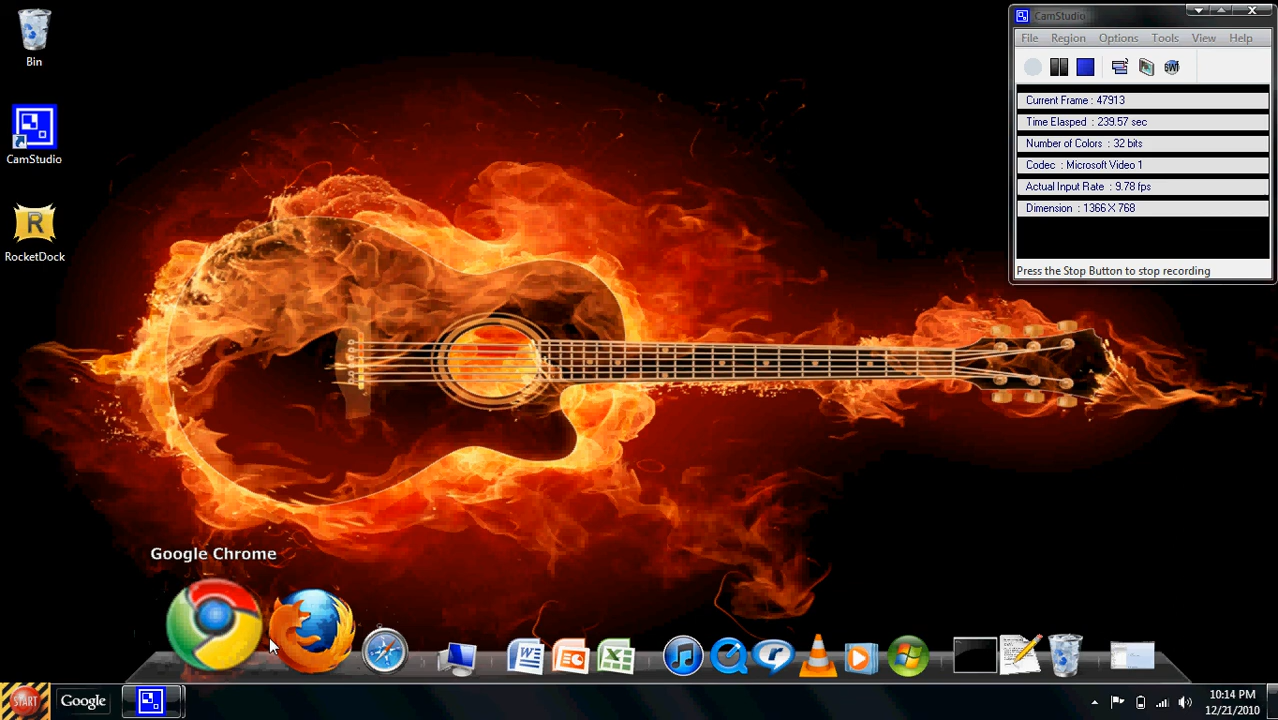 Bin
CamStudio
RocketDock
CamStudio
File Region Options Tools View Help
SWF
Current Frame : 47913
Time Elasped : 239.57 sec
Number of Colors : 32 bits
Codec : Microsoft Video 1
Actual Input Rate : 9.78 fps
Dimension : 1366 X 768
Press the Stop Button to stop recording
Google Chrome
START
Google
10:14 PM
12/21/2010